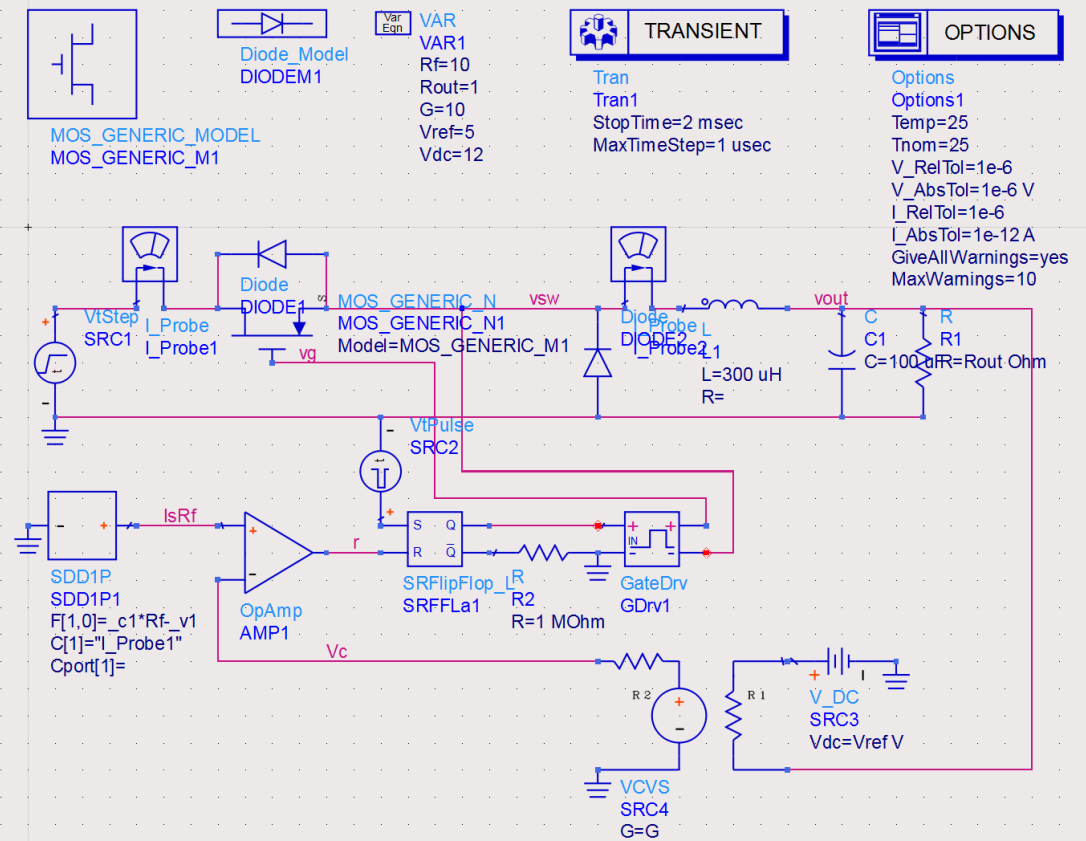 Var
Eqn
VAR
VAR1
Rf=10
Rout=1
G=10
Vref=5
Vdc=12
TRANSIENT
Tran
Tran1
StopTime=2 msec
MaxTimeStep=1 usec
OPTIONS
Options
Options1
Temp=25
Tnom=25
V_RelTol=1e-6
V_AbsTol=1e-6 V
I_RelTol=1e-6
I_AbsTol=1e-12 A
GiveAllWarnings=yes
MaxWarnings=10
MOS_GENERIC_MODEL
MOS_GENERIC_M1
Diode_Model
DIODEM1
VtStep
SRC1
t
I_Probe
I_Probe1
Diode
DIODE1
S
MOS_GENERIC_N
MOS_GENERIC_N1
Model=MOS_GENERIC_M1
vg
vsw
Diode
DIODE2
I_Probe
I_Probe2
L
L1
L=300 uH
R=
vout
C
C1
C=100 uF
R
R1
R=Rout Ohm
VtPulse
SRC2
t
IsRf
SDD1P
SDD1P1
F[1,0]=_c1*Rf-_v1
C[1]="I_Probe1"
Cport[1]=
OpAmp
AMP1
r
S Q
R Q
SRFlipFlop_L
SRFFLa1
R
R2
R=1 MOhm
IN
GateDrv
GDrv1
Vc
R 2
R 1
VCVS
SRC4
G=G
V_DC
SRC3
Vdc=Vref V